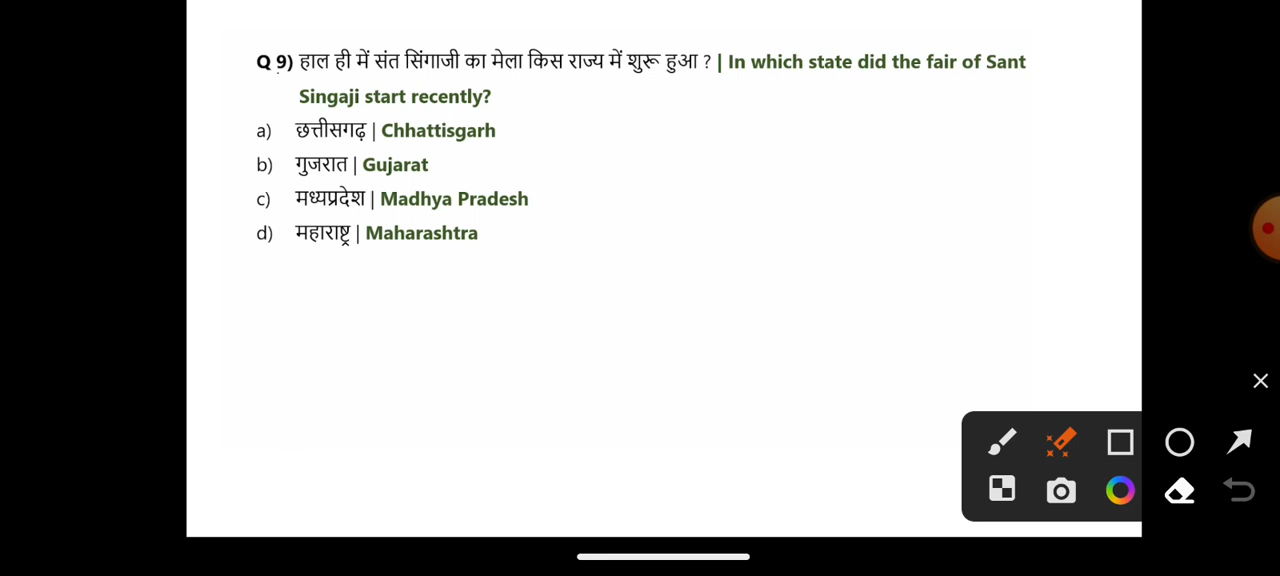 Q 9) हाल ही में संत सिंगाजी का मेला किस राज्य में शुरू हुआ ? | In which state did the fair of Sant
Singaji start recently?
a) छत्तीसगढ़ | Chhattisgarh
b) गुजरात | Gujarat
c) मध्यप्रदेश | Madhya Pradesh
d) महाराष्ट्र | Maharashtra